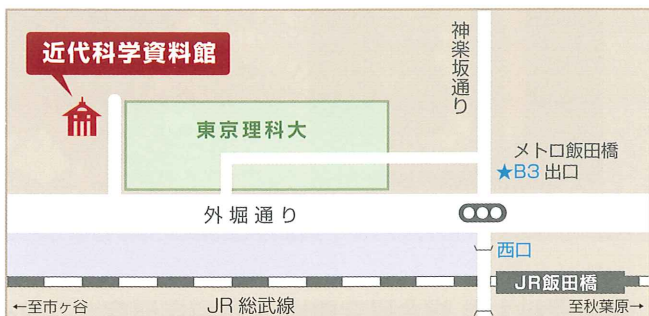 近代科学資料館
神楽坂通り
東京理科大
メトロ飯田橋
★B3 出口
外堀通り
西口
JR飯田橋
←至市ヶ谷
JR 総武線
至秋葉原→